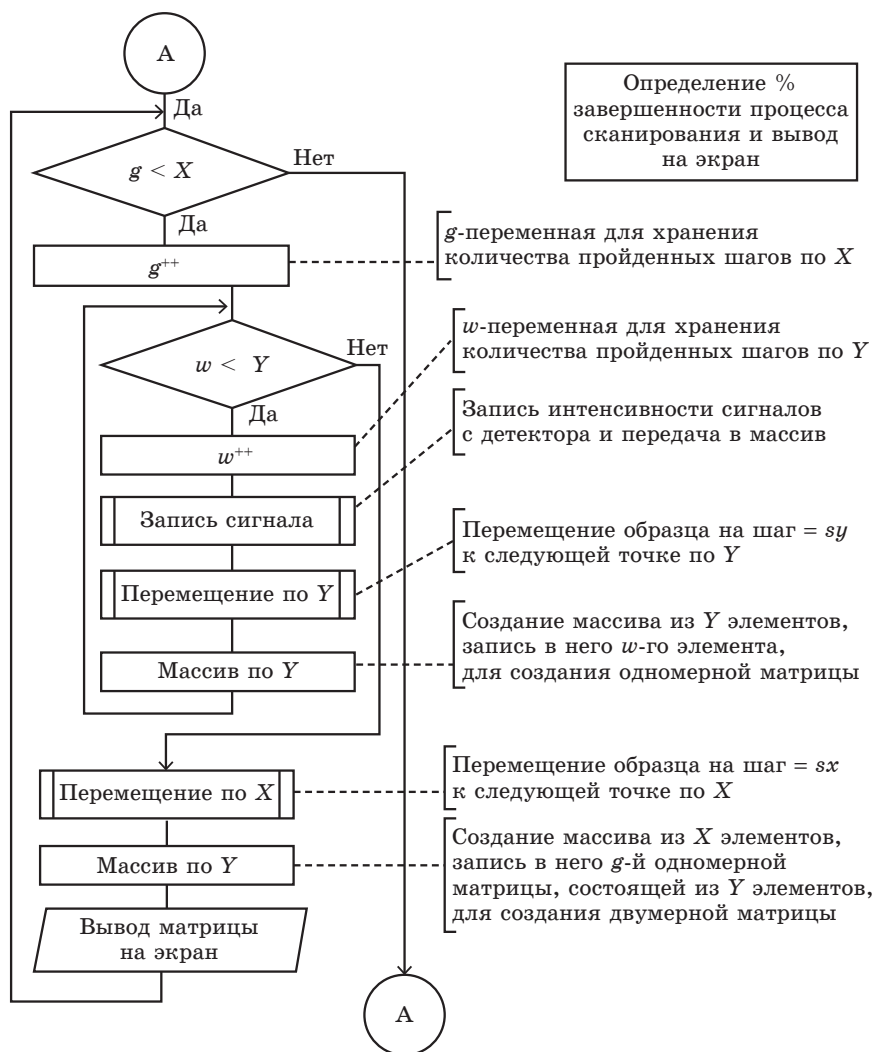 А
Да
Определение %
завершенности процесса
сканирования и вывод
на экран
g < X
Нет
Да
g++
g-переменная для хранения
количества пройденных шагов по X
w < Y
Нет
w-переменная для хранения
количества пройденных шагов по Y
Да
w++
Запись интенсивности сигналов
с детектора и передача в массив
Запись сигнала
Перемещение образца на шаг = sy
к следующей точке по Y
Перемещение по Y
Создание массива из Y элементов,
запись в него w-го элемента,
для создания одномерной матрицы
Массив по Y
Перемещение по X
Перемещение образца на шаг = sx
к следующей точке по X
Массив по Y
Создание массива из X элементов,
запись в него g-й одномерной
матрицы, состоящей из Y элементов,
для создания двумерной матрицы
Вывод матрицы
на экран
А